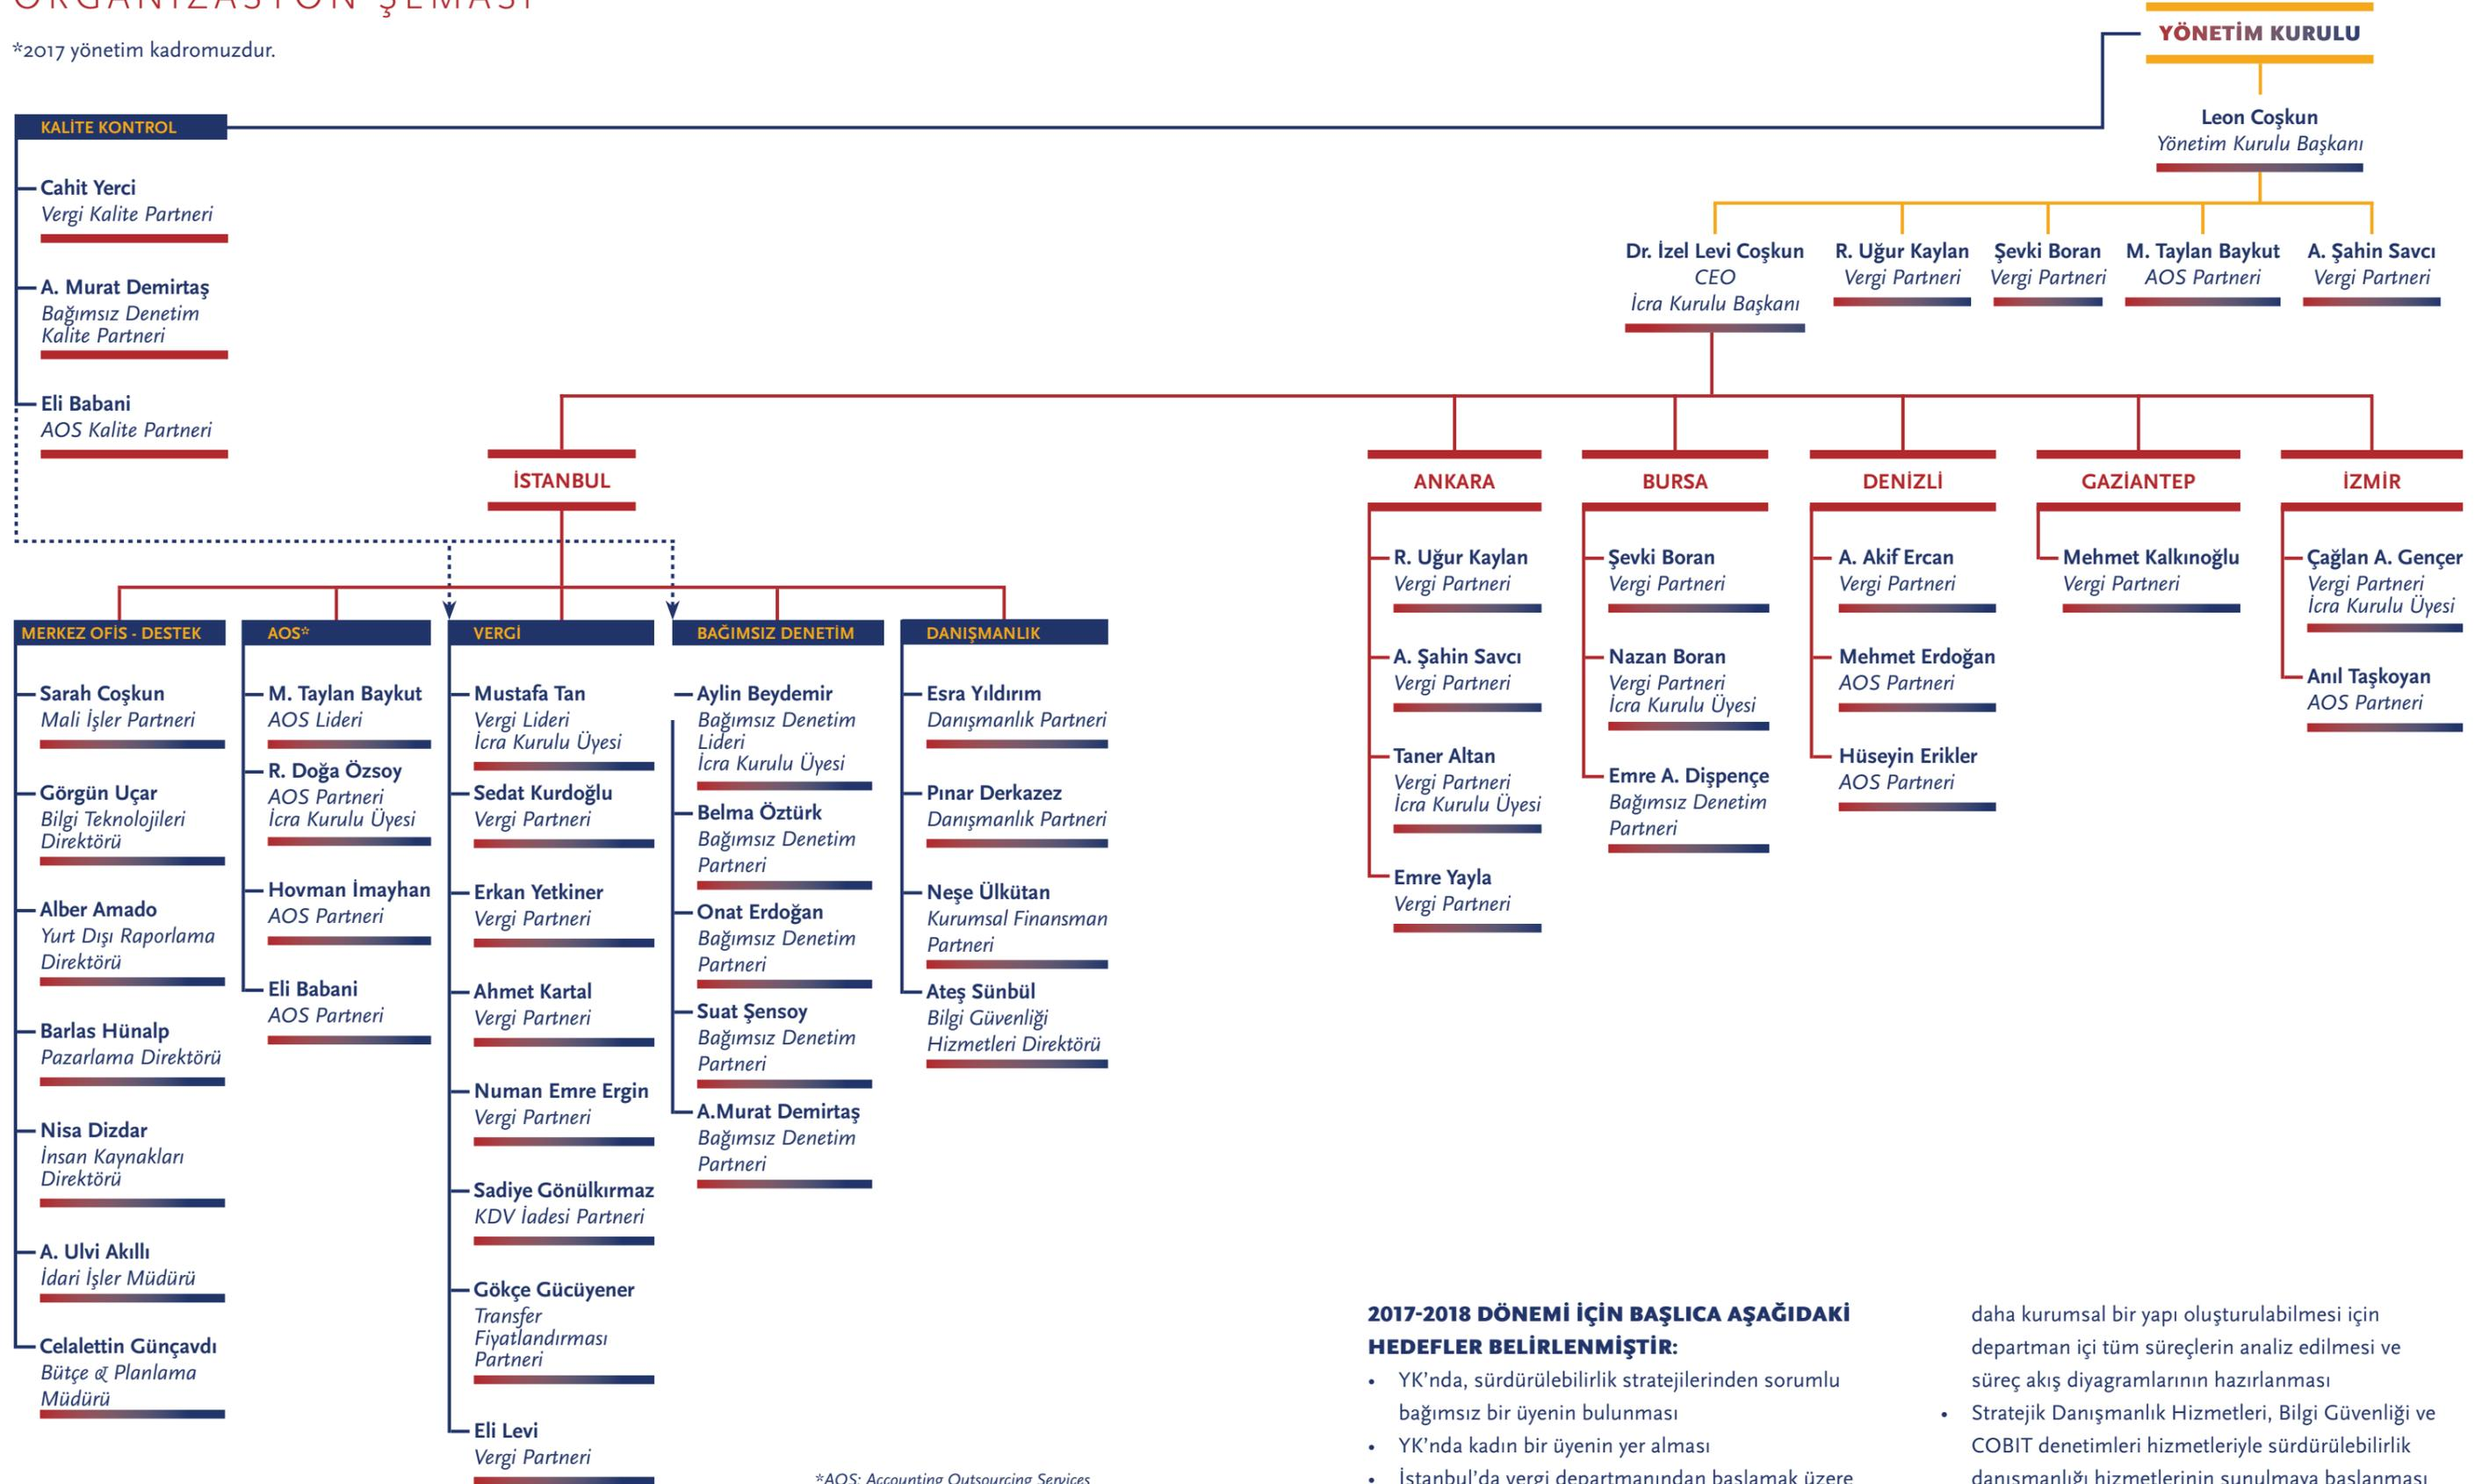 ORGANİZASYON ŞEMASI
*2017 yönetim kadromuzdur.
YÖNETİM KURULU
Leon Coşkun
Yönetim Kurulu Başkanı
Dr. İzel Levi Coşkun
CEO
İcra Kurulu Başkanı
R. Uğur Kaylan
Vergi Partneri
Şevki Boran
Vergi Partneri
M. Taylan Baykut
AOS Partneri
A. Şahin Savcı
Vergi Partneri
KALİTE KONTROL
Cahit Yerci
Vergi Kalite Partneri
A. Murat Demirtaş
Bağımsız Denetim
Kalite Partneri
Eli Babani
AOS Kalite Partneri
İSTANBUL
MERKEZ OFİS - DESTEK
Sarah Coşkun
Mali İşler Partneri
Görgün Uçar
Bilgi Teknolojileri
Direktörü
Alber Amado
Yurt Dışı Raporlama
Direktörü
Barlas Hünalp
Pazarlama Direktörü
Nisa Dizdar
İnsan Kaynakları
Direktörü
A. Ulvi Akıllı
İdari İşler Müdürü
Celalettin Günçavdı
Bütçe & Planlama
Müdürü
AOS*
M. Taylan Baykut
AOS Lideri
R. Doğa Özsoy
AOS Partneri
İcra Kurulu Üyesi
Hovman İmayhan
AOS Partneri
Eli Babani
AOS Partneri
VERGİ
Mustafa Tan
Vergi Lideri
İcra Kurulu Üyesi
Sedat Kurdoğlu
Vergi Partneri
Erkan Yetkiner
Vergi Partneri
Ahmet Kartal
Vergi Partneri
Numan Emre Ergin
Vergi Partneri
Sadiye Gönülkırmaz
KDV İadesi Partneri
Gökçe Gücüyener
Transfer
Fiyatlandırması
Partneri
Eli Levi
Vergi Partneri
BAĞIMSIZ DENETİM
Aylin Beydemir
Bağımsız Denetim
Lideri
İcra Kurulu Üyesi
Belma Öztürk
Bağımsız Denetim
Partneri
Onat Erdoğan
Bağımsız Denetim
Partneri
Suat Şensoy
Bağımsız Denetim
Partneri
A.Murat Demirtaş
Bağımsız Denetim
Partneri
DANIŞMANLIK
Esra Yıldırım
Danışmanlık Partneri
Pınar Derkazez
Danışmanlık Partneri
Neşe Ülkütan
Kurumsal Finansman
Partneri
Ateş Sünbül
Bilgi Güvenliği
Hizmetleri Direktörü
ANKARA
R. Uğur Kaylan
Vergi Partneri
A. Şahin Savcı
Vergi Partneri
Taner Altan
Vergi Partneri
İcra Kurulu Üyesi
Emre Yayla
Vergi Partneri
BURSA
Şevki Boran
Vergi Partneri
Nazan Boran
Vergi Partneri
İcra Kurulu Üyesi
Emre A. Dişpençe
Bağımsız Denetim
Partneri
DENİZLİ
A. Akif Ercan
Vergi Partneri
Mehmet Erdoğan
AOS Partneri
Hüseyin Erikler
AOS Partneri
GAZİANTEP
Mehmet Kalkınoğlu
Vergi Partneri
İZMİR
Çağlan A. Gençer
Vergi Partneri
İcra Kurulu Üyesi
Anıl Taşkoyan
AOS Partneri
*AOS: Accounting Outsourcing Services
2017-2018 DÖNEMİ İÇİN BAŞLICA AŞAĞIDAKİ
HEDEFLER BELİRLENMİŞTİR:
• YK'nda, sürdürülebilirlik stratejilerinden sorumlu
bağımsız bir üyenin bulunması
• YK'nda kadın bir üyenin yer alması
• İstanbul'da vergi departmanından başlamak üzere
daha kurumsal bir yapı oluşturulabilmesi için
departman içi tüm süreçlerin analiz edilmesi ve
süreç akış diyagramlarının hazırlanması
• Stratejik Danışmanlık Hizmetleri, Bilgi Güvenliği ve
COBIT denetimleri hizmetleriyle sürdürülebilirlik
danışmanlığı hizmetlerinin sunulmaya başlanması